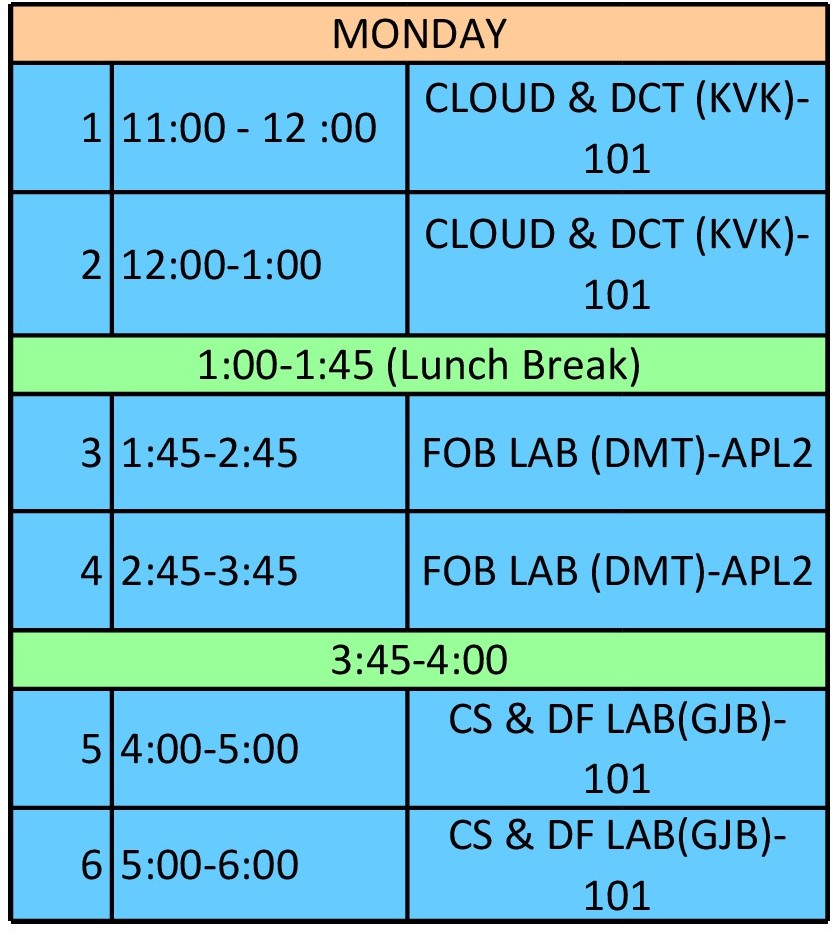 MONDAY
1 11:00 - 12 :00 CLOUD & DCT (KVK)-
101
2 12:00-1:00 CLOUD & DCT (KVK)-
101
1:00-1:45 (Lunch Break)
3 1:45-2:45 FOB LAB (DMT)-APL2
4 2:45-3:45 FOB LAB (DMT)-APL2
3:45-4:00
5 4:00-5:00 CS & DF LAB(GJB)-
101
6 5:00-6:00 CS & DF LAB(GJB)-
101